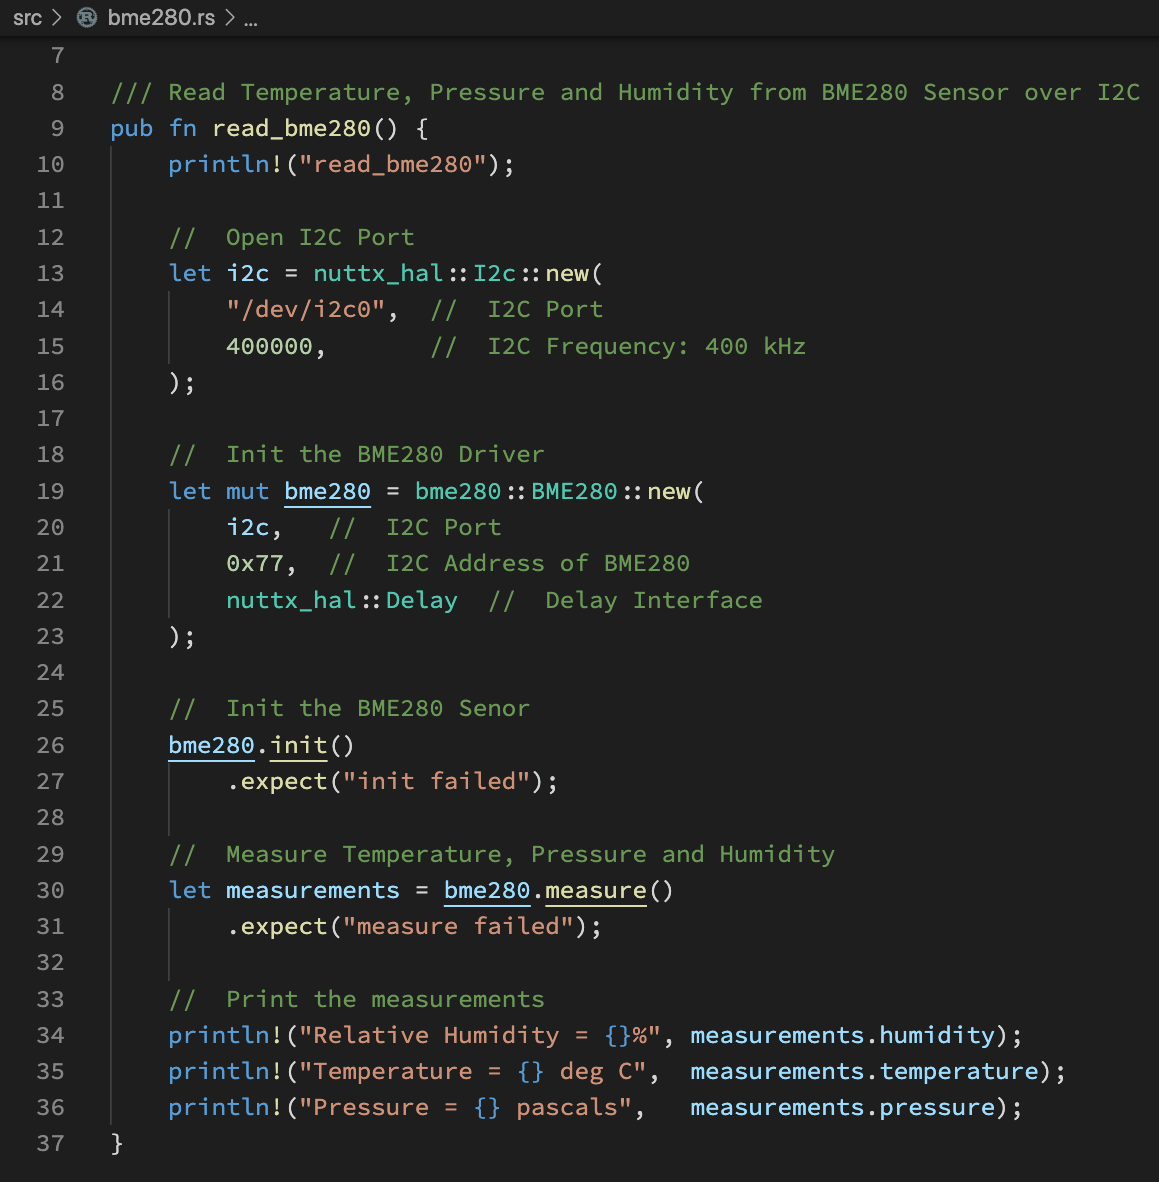 src > bme280.rs > ...
7
8 /// Read Temperature, Pressure and Humidity from BME280 Sensor over I2C
9 pub fn read_bme280() {
10     println!("read_bme280");
11
12     //  Open I2C Port
13     let i2c = nuttx_hal::I2c::new(
14         "/dev/i2c0",  //  I2C Port
15         400000,       //  I2C Frequency: 400 kHz
16     );
17
18     //  Init the BME280 Driver
19     let mut bme280 = bme280::BME280::new(
20         i2c,   //  I2C Port
21         0x77,  //  I2C Address of BME280
22         nuttx_hal::Delay  //  Delay Interface
23     );
24
25     //  Init the BME280 Senor
26     bme280.init()
27         .expect("init failed");
28
29     //  Measure Temperature, Pressure and Humidity
30     let measurements = bme280.measure()
31         .expect("measure failed");
32
33     //  Print the measurements
34     println!("Relative Humidity = {}%", measurements.humidity);
35     println!("Temperature = {} deg C",  measurements.temperature);
36     println!("Pressure = {} pascals",   measurements.pressure);
37 }